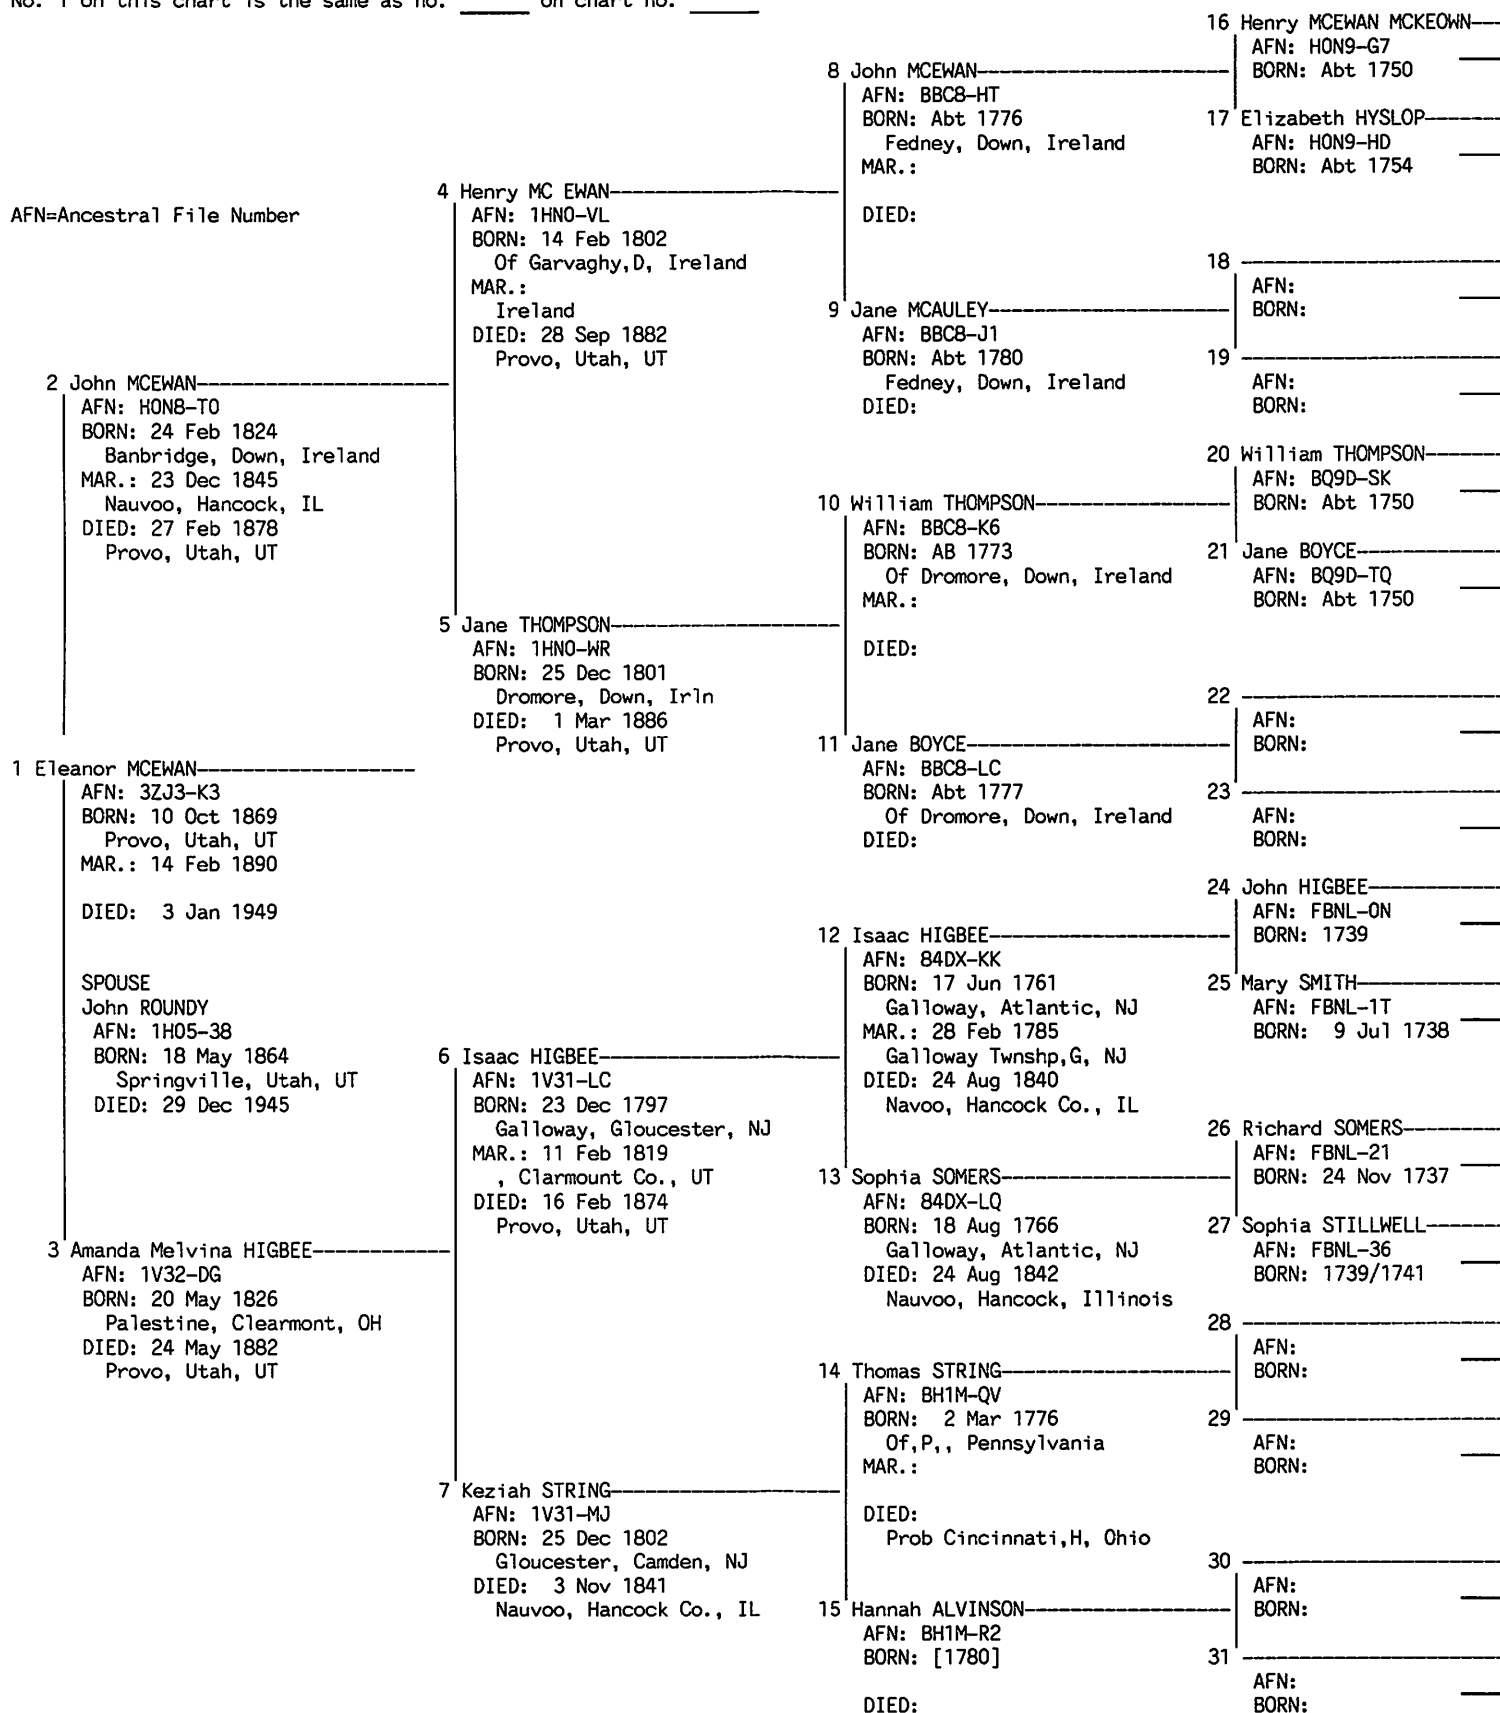 No. 1 on this chart is the same as no. ______ on chart no. ______
AFN=Ancestral File Number
1 Eleanor MCEWAN
AFN: 3ZJ3-K3
BORN: 10 Oct 1869
Provo, Utah, UT
MAR.: 14 Feb 1890
DIED: 3 Jan 1949
SPOUSE
John ROUNDY
AFN: 1H05-38
BORN: 18 May 1864
Springville, Utah, UT
DIED: 29 Dec 1945
2 John MCEWAN
AFN: H0N8-T0
BORN: 24 Feb 1824
Banbridge, Down, Ireland
MAR.: 23 Dec 1845
Nauvoo, Hancock, IL
DIED: 27 Feb 1878
Provo, Utah, UT
3 Amanda Melvina HIGBEE
AFN: 1V32-DG
BORN: 20 May 1826
Palestine, Clearmont, OH
DIED: 24 May 1882
Provo, Utah, UT
4 Henry MC EWAN
AFN: 1HN0-VL
BORN: 14 Feb 1802
Of Garvaghy,D, Ireland
MAR.:
Ireland
DIED: 28 Sep 1882
Provo, Utah, UT
5 Jane THOMPSON
AFN: 1HN0-WR
BORN: 25 Dec 1801
Dromore, Down, Irln
DIED: 1 Mar 1886
Provo, Utah, UT
6 Isaac HIGBEE
AFN: 1V31-LC
BORN: 23 Dec 1797
Galloway, Gloucester, NJ
MAR.: 11 Feb 1819
, Clarmount Co., UT
DIED: 16 Feb 1874
Provo, Utah, UT
7 Keziah STRING
AFN: 1V31-MJ
BORN: 25 Dec 1802
Gloucester, Camden, NJ
DIED: 3 Nov 1841
Nauvoo, Hancock Co., IL
8 John MCEWAN
AFN: BBC8-HT
BORN: Abt 1776
Fedney, Down, Ireland
MAR.:
DIED:
9 Jane MCAULEY
AFN: BBC8-J1
BORN: Abt 1780
Fedney, Down, Ireland
DIED:
10 William THOMPSON
AFN: BBC8-K6
BORN: AB 1773
Of Dromore, Down, Ireland
MAR.:
DIED:
11 Jane BOYCE
AFN: BBC8-LC
BORN: Abt 1777
Of Dromore, Down, Ireland
DIED:
12 Isaac HIGBEE
AFN: 84DX-KK
BORN: 17 Jun 1761
Galloway, Atlantic, NJ
MAR.: 28 Feb 1785
Galloway Twnshp,G, NJ
DIED: 24 Aug 1840
Navoo, Hancock Co., IL
13 Sophia SOMERS
AFN: 84DX-LQ
BORN: 18 Aug 1766
Galloway, Atlantic, NJ
DIED: 24 Aug 1842
Nauvoo, Hancock, Illinois
14 Thomas STRING
AFN: BH1M-QV
BORN: 2 Mar 1776
Of,P,, Pennsylvania
MAR.:
DIED:
Prob Cincinnati,H, Ohio
15 Hannah ALVINSON
AFN: BH1M-R2
BORN: [1780]
DIED:
16 Henry MCEWAN MCKEOWN
AFN: H0N9-G7
BORN: Abt 1750
17 Elizabeth HYSLOP
AFN: H0N9-HD
BORN: Abt 1754
18
AFN:
BORN:
19
AFN:
BORN:
20 William THOMPSON
AFN: BQ9D-SK
BORN: Abt 1750
21 Jane BOYCE
AFN: BQ9D-TQ
BORN: Abt 1750
22
AFN:
BORN:
23
AFN:
BORN:
24 John HIGBEE
AFN: FBNL-0N
BORN: 1739
25 Mary SMITH
AFN: FBNL-1T
BORN: 9 Jul 1738
26 Richard SOMERS
AFN: FBNL-21
BORN: 24 Nov 1737
27 Sophia STILLWELL
AFN: FBNL-36
BORN: 1739/1741
28
AFN:
BORN:
29
AFN:
BORN:
30
AFN:
BORN:
31
AFN:
BORN: